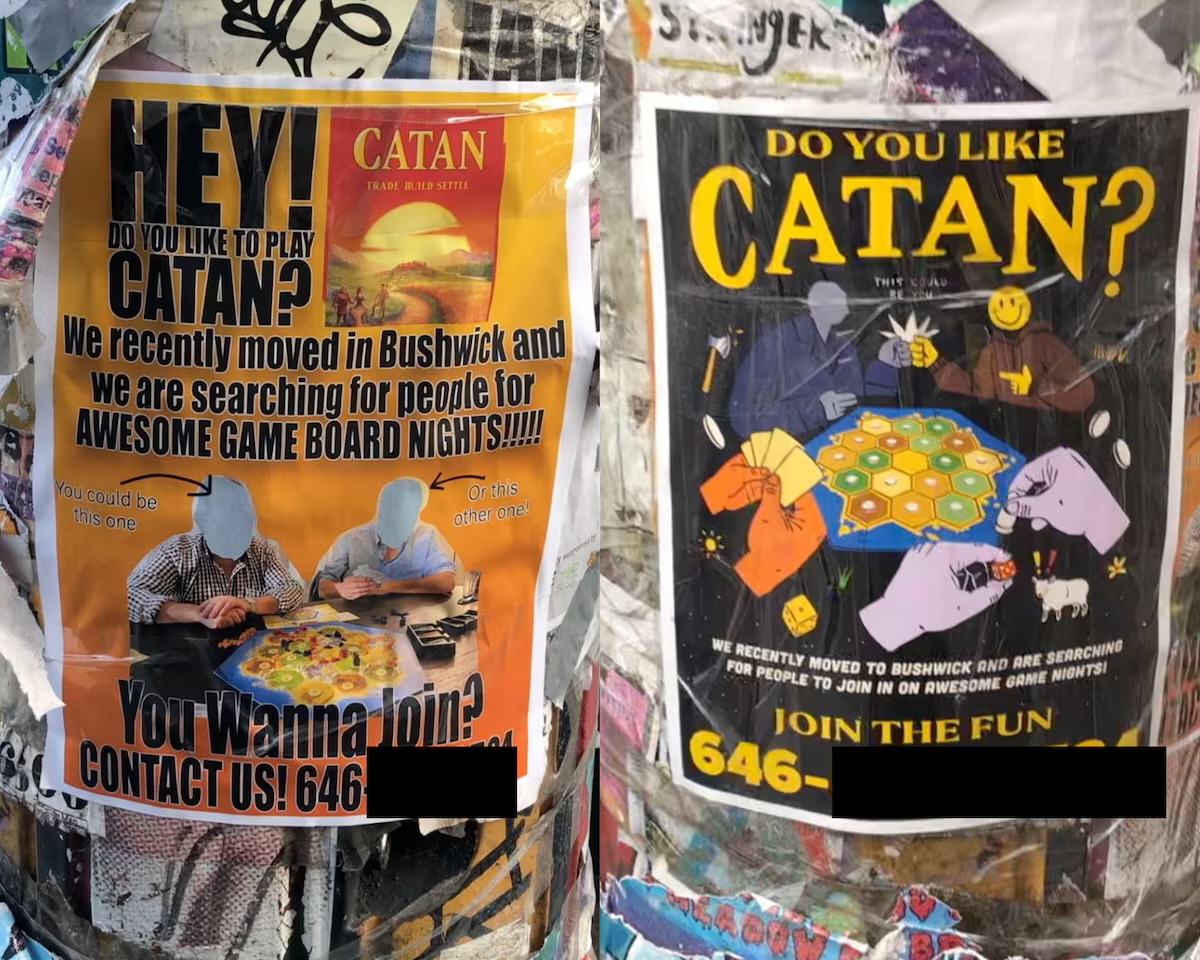 HEY!
DO YOU LIKE TO PLAY
CATAN?
CATAN
TRADE BUILD SETTLE
We recently moved in Bushwick and
we are searching for people for
AWESOME GAME BOARD NIGHTS!!!!!
You could be
this one
Or this
other one!
You Wanna Join?
CONTACT US! 646-
STRANGER
DO YOU LIKE
CATAN?
THIS COULD
BE YOU
WE RECENTLY MOVED TO BUSHWICK AND ARE SEARCHING
FOR PEOPLE TO JOIN IN ON AWESOME GAME NIGHTS!
JOIN THE FUN
646-